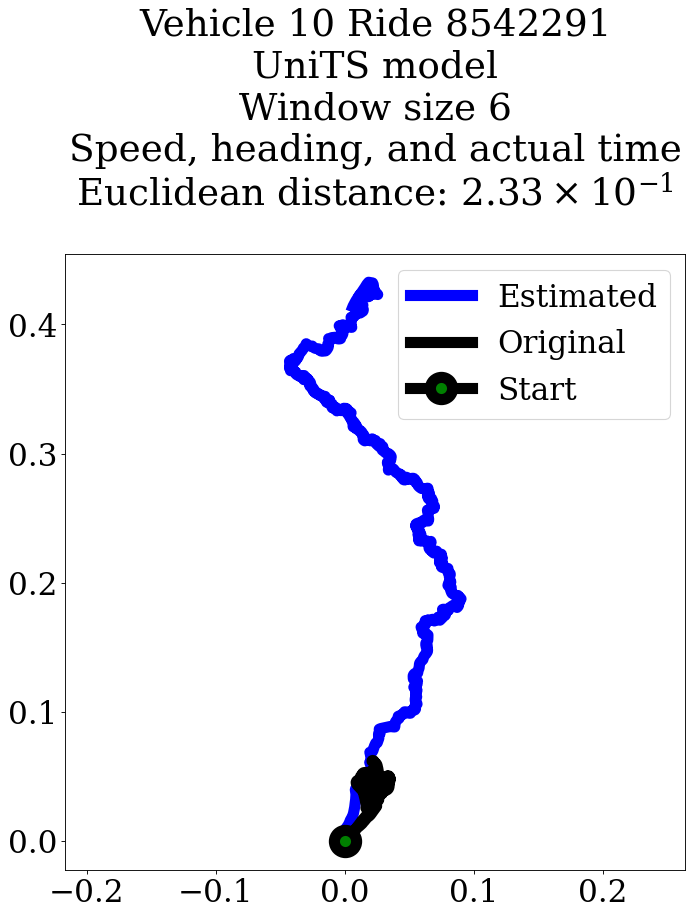 Vehicle 10 Ride 8542291
UniTS model
Window size 6
Speed, heading, and actual time
Euclidean distance: 2.33 × 10⁻¹
Estimated
Original
Start
0.4
0.3
0.2
0.1
0.0
−0.2 −0.1 0.0 0.1 0.2